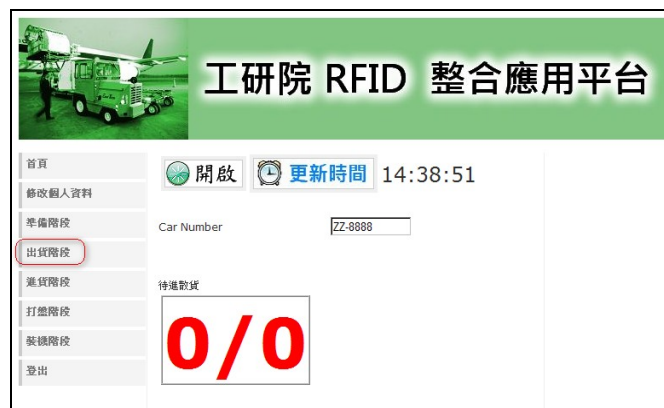 工研院 RFID 整合應用平台
首頁
修改個人資料
準備階段
出貨階段
進貨階段
打盤階段
裝機階段
登出
開啟 更新時間 14:38:51
Car Number ZZ-8888
待進散貨
0/0